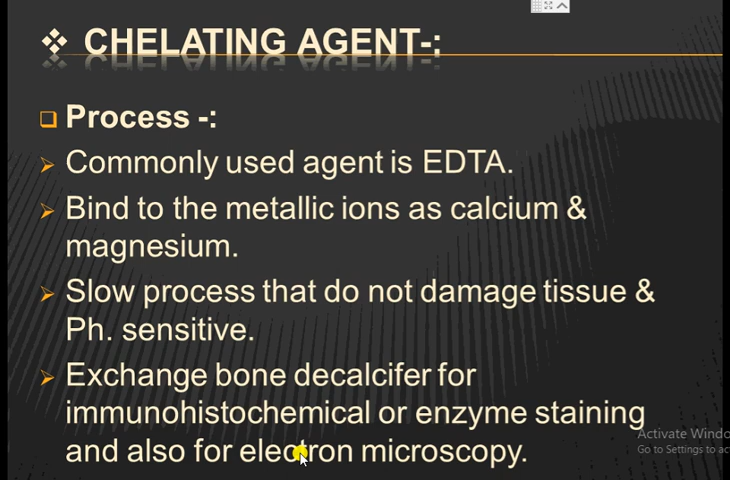 ❖ CHELATING AGENT-:
❑ Process -:
➢ Commonly used agent is EDTA.
➢ Bind to the metallic ions as calcium &
magnesium.
➢ Slow process that do not damage tissue &
Ph. sensitive.
➢ Exchange bone decalcifer for
immunohistochemical or enzyme staining
and also for electron microscopy.
Activate Windo
Go to Settings to ac